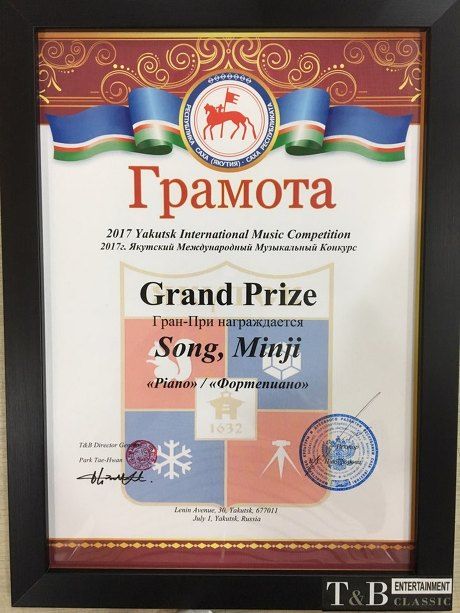 РЕСПУБЛИКА САХА (ЯКУТИЯ) · САХА РЕСПУБЛИКАТА
Грамота
2017 Yakutsk International Music Competition
2017г. Якутский Международный Музыкальный Конкурс
Grand Prize
Гран-При награждается
Song, Minji
«Piano» / «Фортепиано»
1632
T&B Director General
Park Tae-Hwan
Lenin Avenue, 30, Yakutsk, 677011
July 1, Yakutsk, Russia
T&B ENTERTAINMENT
CLASSIC